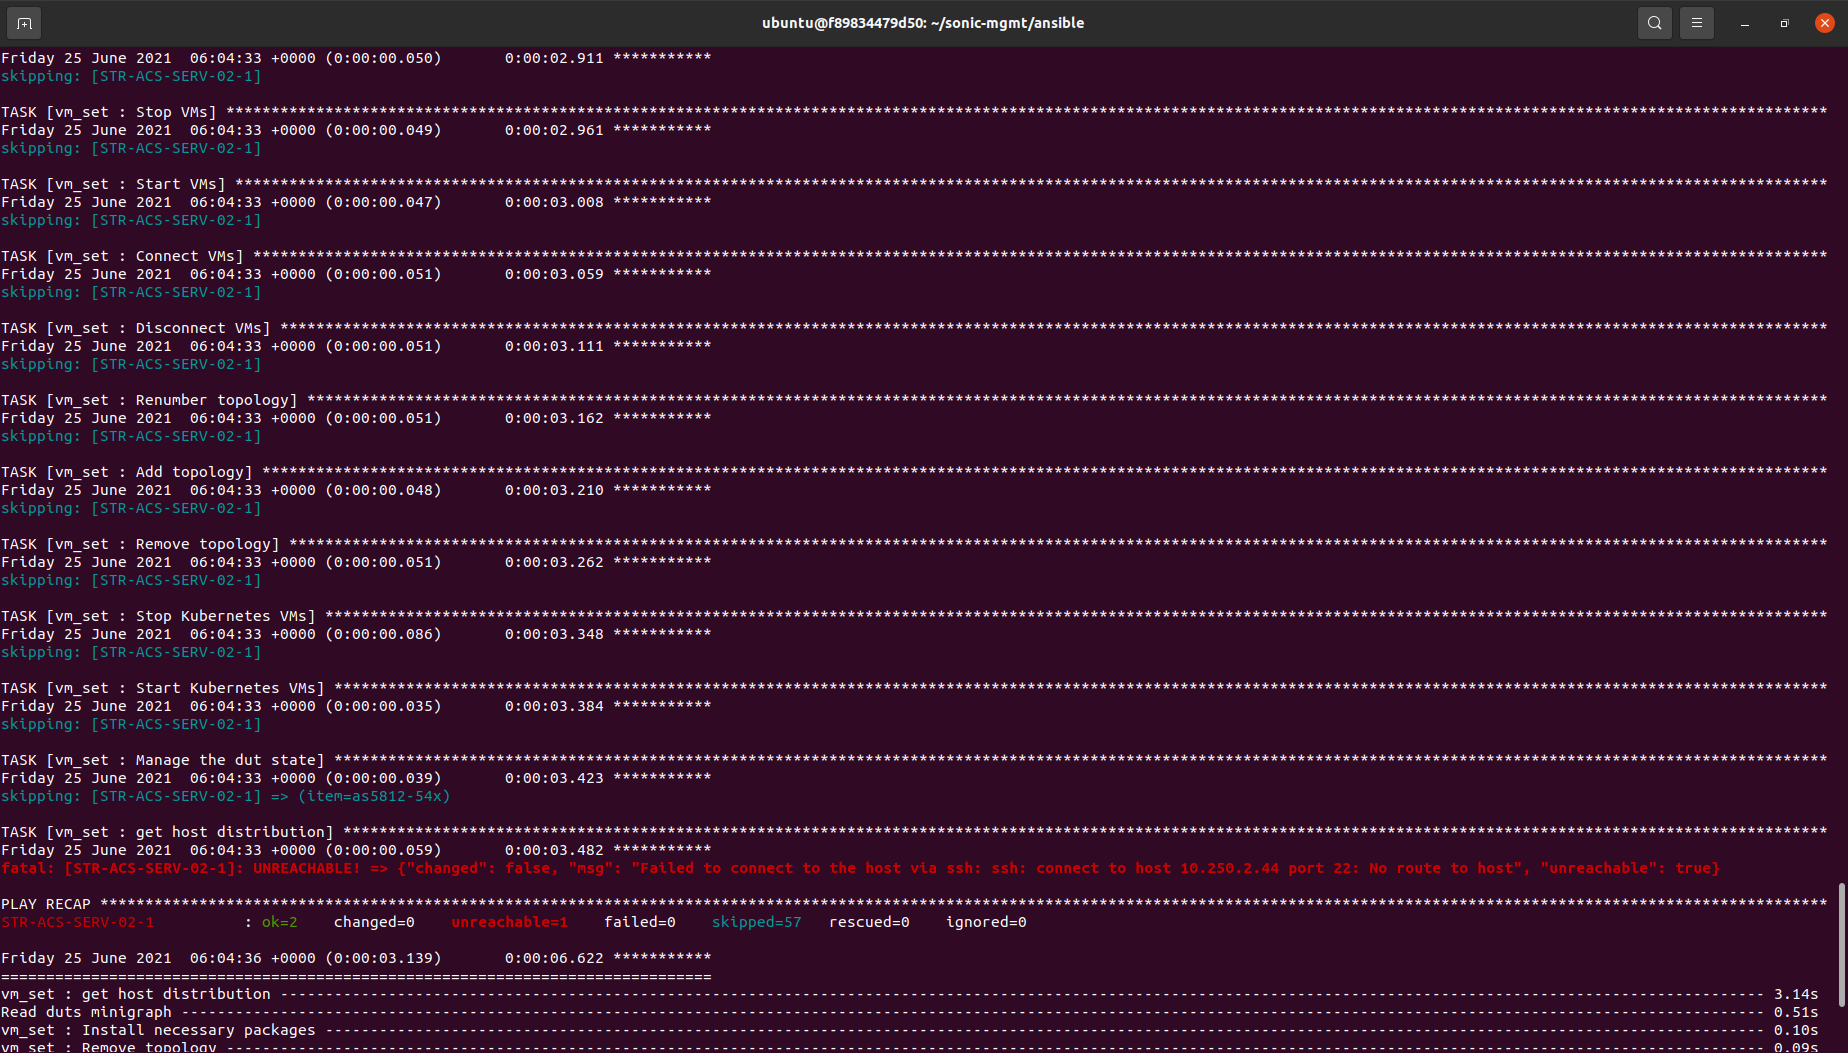 ubuntu@f89834479d50: ~/sonic-mgmt/ansible
Friday 25 June 2021  06:04:33 +0000 (0:00:00.050)       0:00:02.911 ***********
skipping: [STR-ACS-SERV-02-1]
TASK [vm_set : Stop VMs] ****************************************************************
Friday 25 June 2021  06:04:33 +0000 (0:00:00.049)       0:00:02.961 ***********
skipping: [STR-ACS-SERV-02-1]
TASK [vm_set : Start VMs] ****************************************************************
Friday 25 June 2021  06:04:33 +0000 (0:00:00.047)       0:00:03.008 ***********
skipping: [STR-ACS-SERV-02-1]
TASK [vm_set : Connect VMs] ****************************************************************
Friday 25 June 2021  06:04:33 +0000 (0:00:00.051)       0:00:03.059 ***********
skipping: [STR-ACS-SERV-02-1]
TASK [vm_set : Disconnect VMs] ****************************************************************
Friday 25 June 2021  06:04:33 +0000 (0:00:00.051)       0:00:03.111 ***********
skipping: [STR-ACS-SERV-02-1]
TASK [vm_set : Renumber topology] ****************************************************************
Friday 25 June 2021  06:04:33 +0000 (0:00:00.051)       0:00:03.162 ***********
skipping: [STR-ACS-SERV-02-1]
TASK [vm_set : Add topology] ****************************************************************
Friday 25 June 2021  06:04:33 +0000 (0:00:00.048)       0:00:03.210 ***********
skipping: [STR-ACS-SERV-02-1]
TASK [vm_set : Remove topology] ****************************************************************
Friday 25 June 2021  06:04:33 +0000 (0:00:00.051)       0:00:03.262 ***********
skipping: [STR-ACS-SERV-02-1]
TASK [vm_set : Stop Kubernetes VMs] ****************************************************************
Friday 25 June 2021  06:04:33 +0000 (0:00:00.086)       0:00:03.348 ***********
skipping: [STR-ACS-SERV-02-1]
TASK [vm_set : Start Kubernetes VMs] ****************************************************************
Friday 25 June 2021  06:04:33 +0000 (0:00:00.035)       0:00:03.384 ***********
skipping: [STR-ACS-SERV-02-1]
TASK [vm_set : Manage the dut state] ****************************************************************
Friday 25 June 2021  06:04:33 +0000 (0:00:00.039)       0:00:03.423 ***********
skipping: [STR-ACS-SERV-02-1] => (item=as5812-54x)
TASK [vm_set : get host distribution] ****************************************************************
Friday 25 June 2021  06:04:33 +0000 (0:00:00.059)       0:00:03.482 ***********
fatal: [STR-ACS-SERV-02-1]: UNREACHABLE! => {"changed": false, "msg": "Failed to connect to the host via ssh: ssh: connect to host 10.250.2.44 port 22: No route to host", "unreachable": true}
PLAY RECAP ****************************************************************
STR-ACS-SERV-02-1          : ok=2    changed=0    unreachable=1    failed=0    skipped=57   rescued=0    ignored=0
Friday 25 June 2021  06:04:36 +0000 (0:00:03.139)       0:00:06.622 ***********
===============================================================================
vm_set : get host distribution ---------------------------------------------------------------- 3.14s
Read duts minigraph ---------------------------------------------------------------- 0.51s
vm_set : Install necessary packages ---------------------------------------------------------------- 0.10s
vm_set : Remove topology ---------------------------------------------------------------- 0.09s